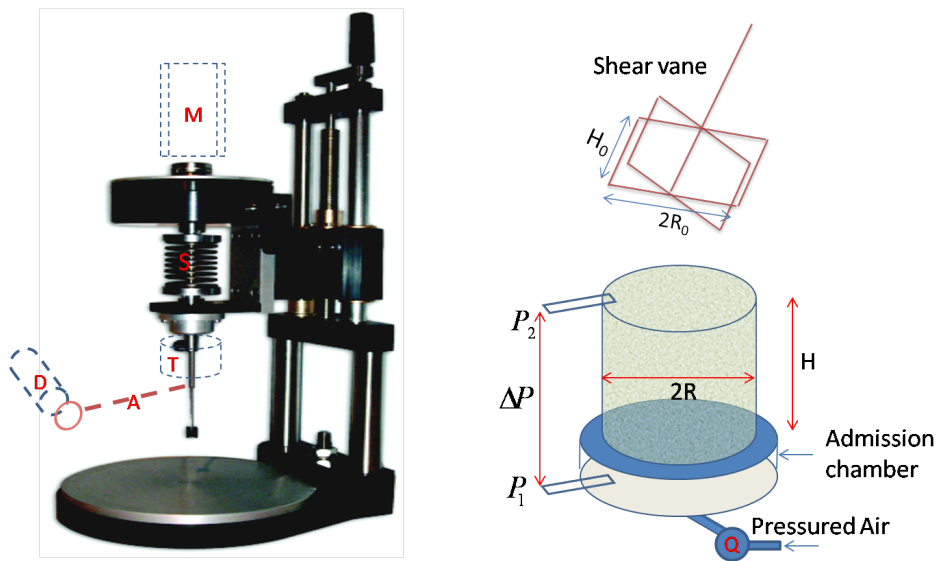 M
S
T
D
A
Shear vane
H₀
2R₀
P₂
ΔP
2R
H
P₁
Admission
chamber
Pressured Air
Q